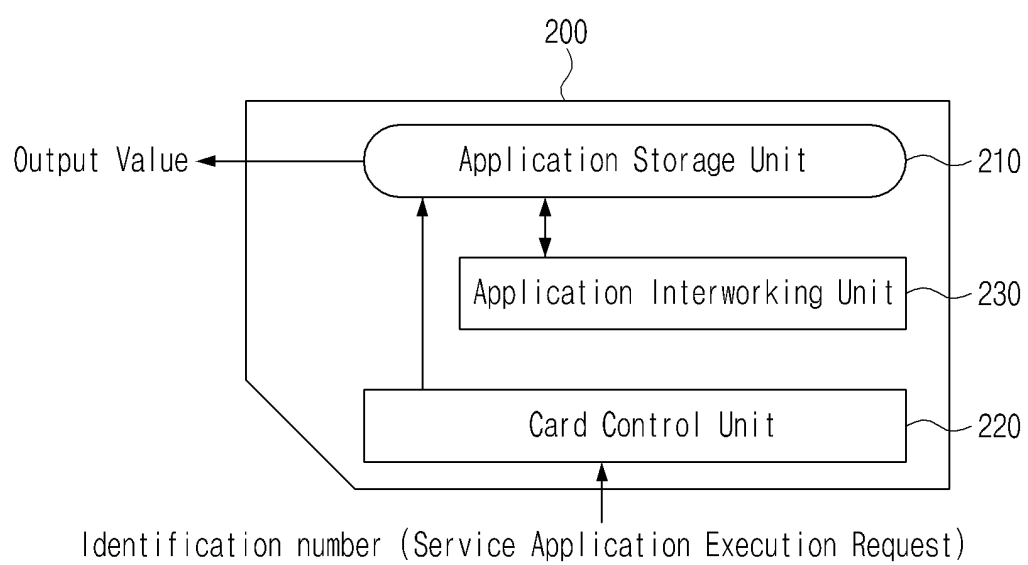 200
Output Value
Application Storage Unit
210
Application Interworking Unit
230
Card Control Unit
220
Identification number (Service Application Execution Request)